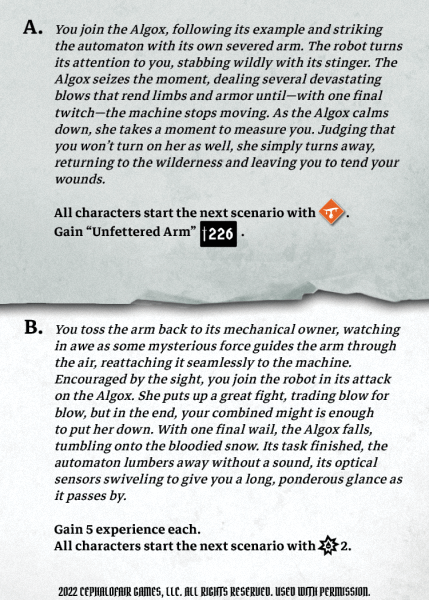 A. You join the Algox, following its example and striking
the automaton with its own severed arm. The robot turns
its attention to you, stabbing wildly with its stinger. The
Algox seizes the moment, dealing several devastating
blows that rend limbs and armor until—with one final
twitch—the machine stops moving. As the Algox calms
down, she takes a moment to measure you. Judging that
you won’t turn on her as well, she simply turns away,
returning to the wilderness and leaving you to tend your
wounds.
All characters start the next scenario with .
Gain “Unfettered Arm” 226 .
B. You toss the arm back to its mechanical owner, watching
in awe as some mysterious force guides the arm through
the air, reattaching it seamlessly to the machine.
Encouraged by the sight, you join the robot in its attack
on the Algox. She puts up a great fight, trading blow for
blow, but in the end, your combined might is enough
to put her down. With one final wail, the Algox falls,
tumbling onto the bloodied snow. Its task finished, the
automaton lumbers away without a sound, its optical
sensors swiveling to give you a long, ponderous glance as
it passes by.
Gain 5 experience each.
All characters start the next scenario with 2.
2022 CEPHALOFAIR GAMES, LLC. ALL RIGHTS RESERVED. USED WITH PERMISSION.